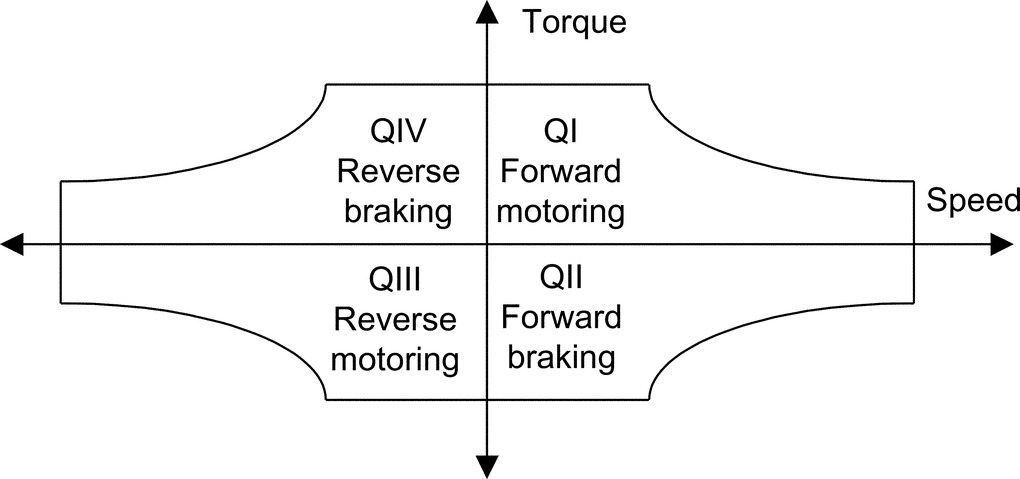 Torque
QIV
Reverse
braking
QI
Forward
motoring
Speed
QIII
Reverse
motoring
QII
Forward
braking